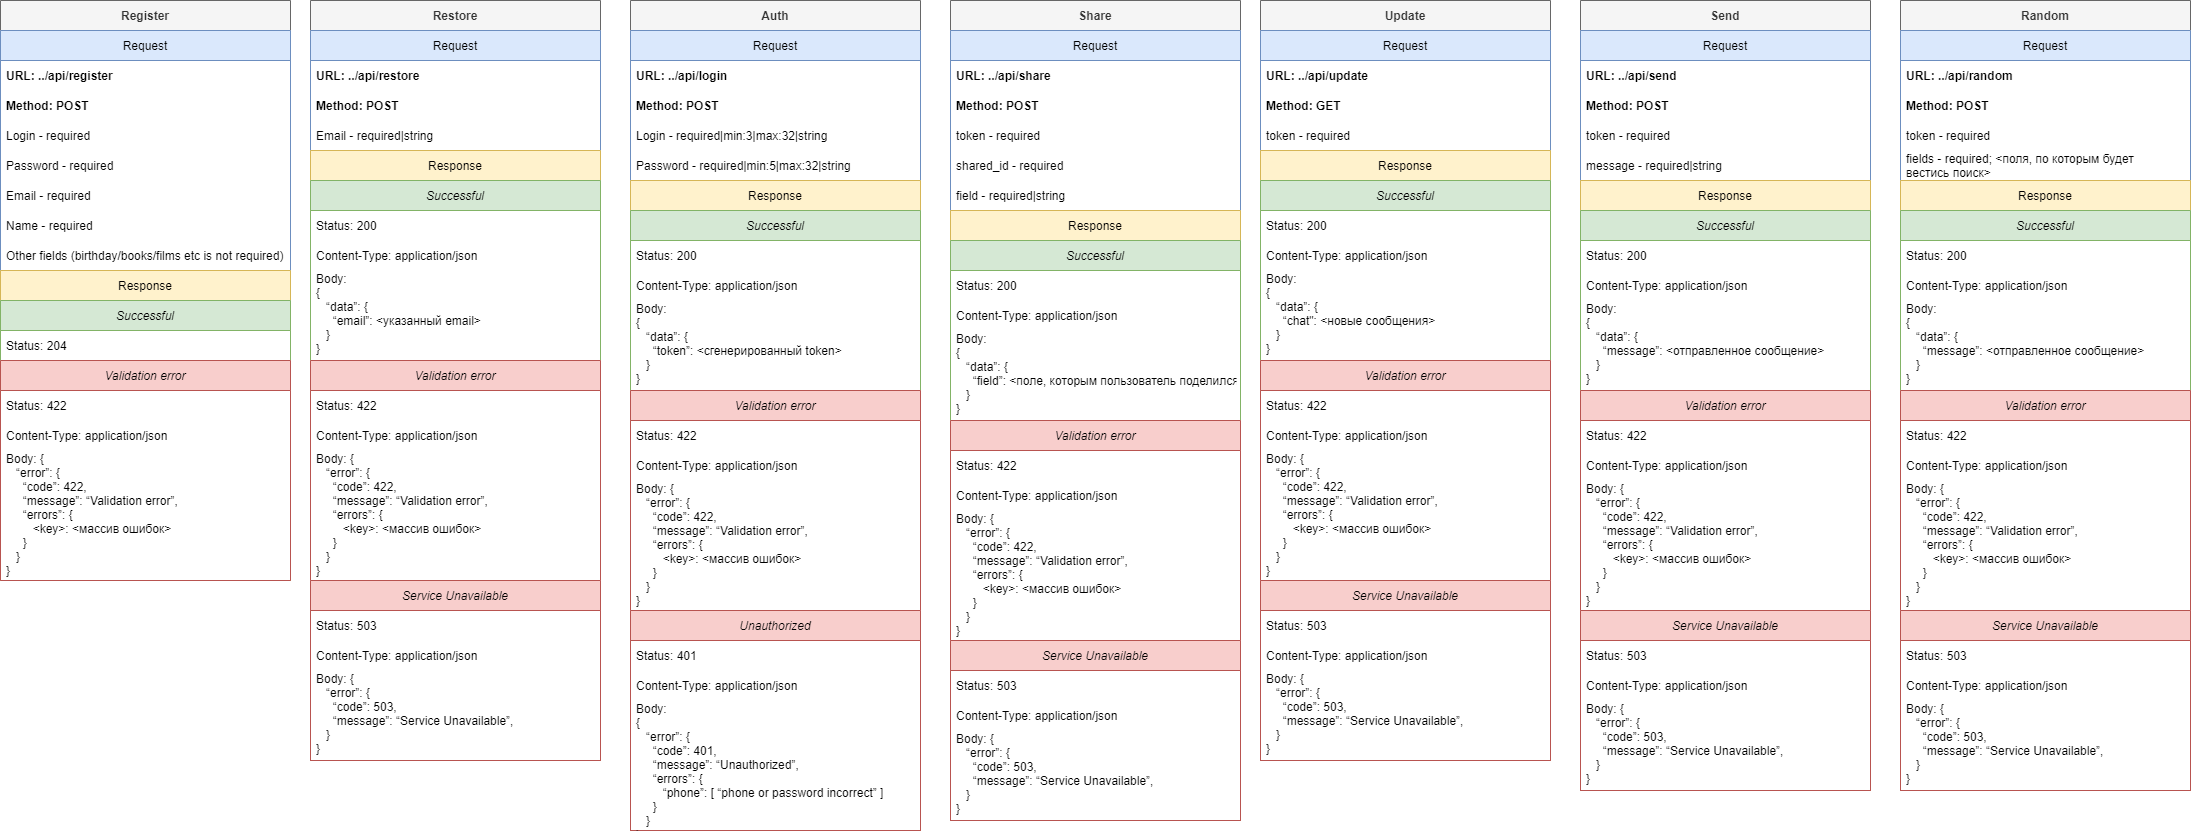 Register
Request
URL: ../api/register
Method: POST
Login - required
Password - required
Email - required
Name - required
Other fields (birthday/books/films etc is not required)
Response
Successful
Status: 204
Validation error
Status: 422
Content-Type: application/json
Body: {
“error”: {
“code”: 422,
“message”: “Validation error”,
“errors”: {
<key>: <массив ошибок>
}
}
}
Restore
Request
URL: ../api/restore
Method: POST
Email - required|string
Response
Successful
Status: 200
Content-Type: application/json
Body:
{
“data”: {
“email”: <указанный email>
}
}
Validation error
Status: 422
Content-Type: application/json
Body: {
“error”: {
“code”: 422,
“message”: “Validation error”,
“errors”: {
<key>: <массив ошибок>
}
}
}
Service Unavailable
Status: 503
Content-Type: application/json
Body: {
“error”: {
“code”: 503,
“message”: “Service Unavailable”,
}
}
Auth
Request
URL: ../api/login
Method: POST
Login - required|min:3|max:32|string
Password - required|min:5|max:32|string
Response
Successful
Status: 200
Content-Type: application/json
Body:
{
“data”: {
“token”: <сгенерированный token>
}
}
Validation error
Status: 422
Content-Type: application/json
Body: {
“error”: {
“code”: 422,
“message”: “Validation error”,
“errors”: {
<key>: <массив ошибок>
}
}
}
Unauthorized
Status: 401
Content-Type: application/json
Body:
{
“error”: {
“code”: 401,
“message”: “Unauthorized”,
“errors”: {
“phone”: [ “phone or password incorrect” ]
}
}
Share
Request
URL: ../api/share
Method: POST
token - required
shared_id - required
field - required|string
Response
Successful
Status: 200
Content-Type: application/json
Body:
{
“data”: {
“field”: <поле, которым пользователь поделился
}
}
Validation error
Status: 422
Content-Type: application/json
Body: {
“error”: {
“code”: 422,
“message”: “Validation error”,
“errors”: {
<key>: <массив ошибок>
}
}
}
Service Unavailable
Status: 503
Content-Type: application/json
Body: {
“error”: {
“code”: 503,
“message”: “Service Unavailable”,
}
}
Update
Request
URL: ../api/update
Method: GET
token - required
Response
Successful
Status: 200
Content-Type: application/json
Body:
{
“data”: {
“chat”: <новые сообщения>
}
}
Validation error
Status: 422
Content-Type: application/json
Body: {
“error”: {
“code”: 422,
“message”: “Validation error”,
“errors”: {
<key>: <массив ошибок>
}
}
}
Service Unavailable
Status: 503
Content-Type: application/json
Body: {
“error”: {
“code”: 503,
“message”: “Service Unavailable”,
}
}
Send
Request
URL: ../api/send
Method: POST
token - required
message - required|string
Response
Successful
Status: 200
Content-Type: application/json
Body:
{
“data”: {
“message”: <отправленное сообщение>
}
}
Validation error
Status: 422
Content-Type: application/json
Body: {
“error”: {
“code”: 422,
“message”: “Validation error”,
“errors”: {
<key>: <массив ошибок>
}
}
}
Service Unavailable
Status: 503
Content-Type: application/json
Body: {
“error”: {
“code”: 503,
“message”: “Service Unavailable”,
}
}
Random
Request
URL: ../api/random
Method: POST
token - required
fields - required; <поля, по которым будет
вестись поиск>
Response
Successful
Status: 200
Content-Type: application/json
Body:
{
“data”: {
“message”: <отправленное сообщение>
}
}
Validation error
Status: 422
Content-Type: application/json
Body: {
“error”: {
“code”: 422,
“message”: “Validation error”,
“errors”: {
<key>: <массив ошибок>
}
}
}
Service Unavailable
Status: 503
Content-Type: application/json
Body: {
“error”: {
“code”: 503,
“message”: “Service Unavailable”,
}
}